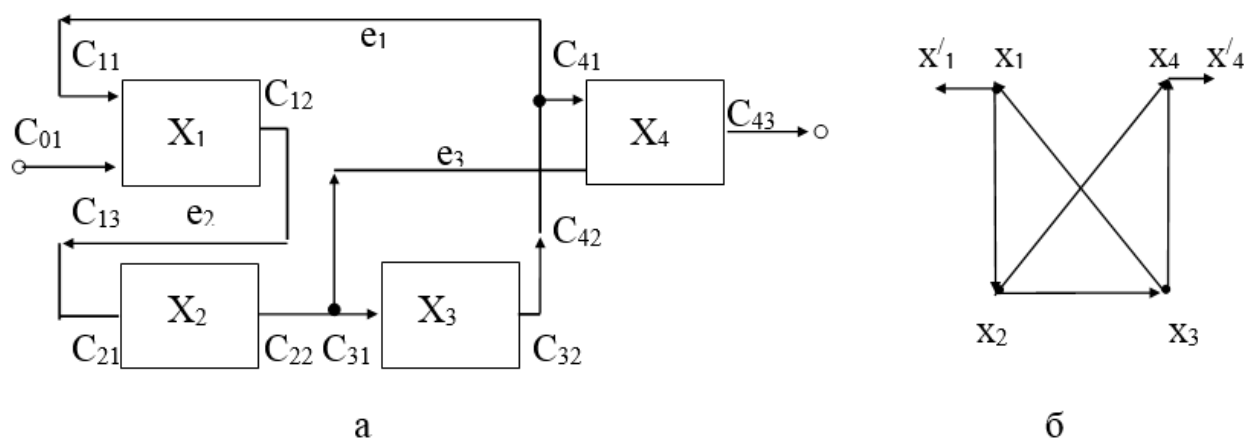 e₁
C₁₁ C₄₁
C₁₂ C₄₃
C₀₁ X₁ X₄
e₃
C₁₃ e₂ C₄₂
X₂ X₃
C₂₁ C₂₂ C₃₁ C₃₂
а
x′₁ x₁ x₄ x′₄
x₂ x₃
б